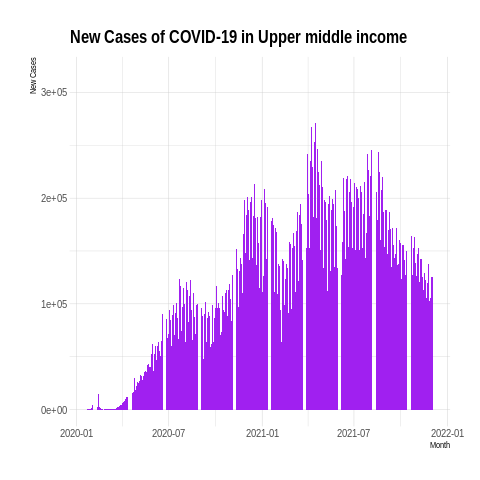 New Cases of COVID-19 in Upper middle income
New Cases
3e+05
2e+05
1e+05
0e+00
2020-01 2020-07 2021-01 2021-07 2022-01
Month